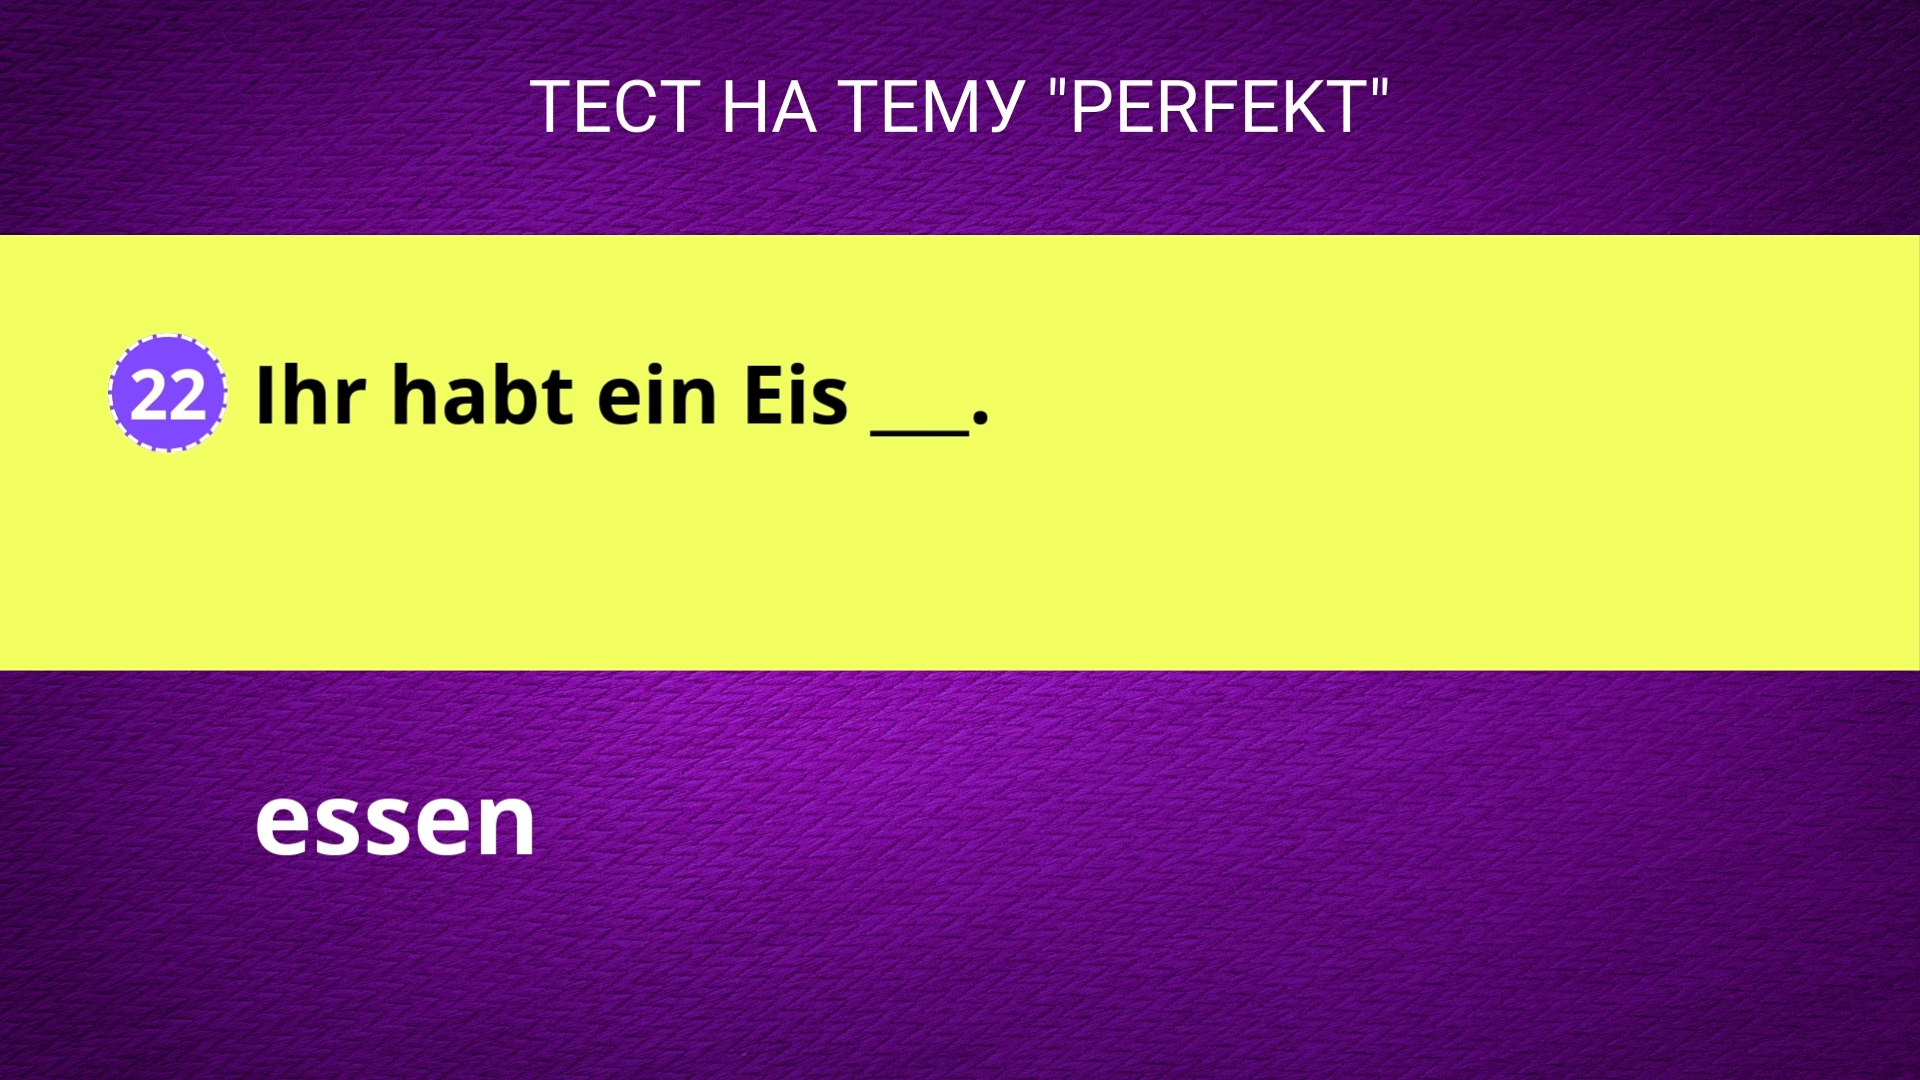 ТЕСТ НА ТЕМУ "PERFEKT"
22 Ihr habt ein Eis ___.
essen